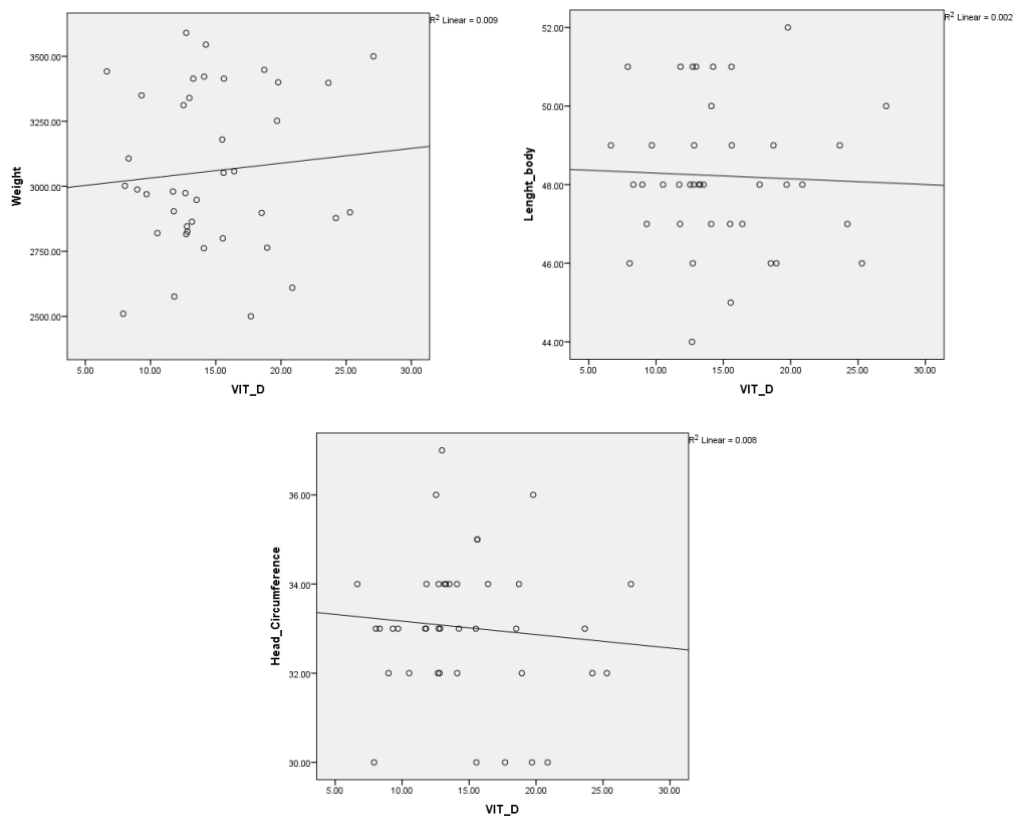 R² Linear = 0.009
3500.00
3250.00
3000.00
2750.00
2500.00
Weight
5.00 10.00 15.00 20.00 25.00 30.00
VIT_D
R² Linear = 0.002
52.00
50.00
48.00
46.00
44.00
Lenght_body
5.00 10.00 15.00 20.00 25.00 30.00
VIT_D
R² Linear = 0.008
36.00
34.00
32.00
30.00
Head_Circumference
5.00 10.00 15.00 20.00 25.00 30.00
VIT_D